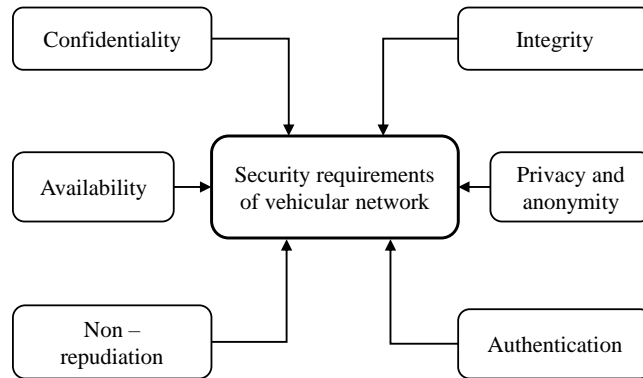 Confidentiality
Integrity
Availability
Security requirements
of vehicular network
Privacy and
anonymity
Non –
repudiation
Authentication